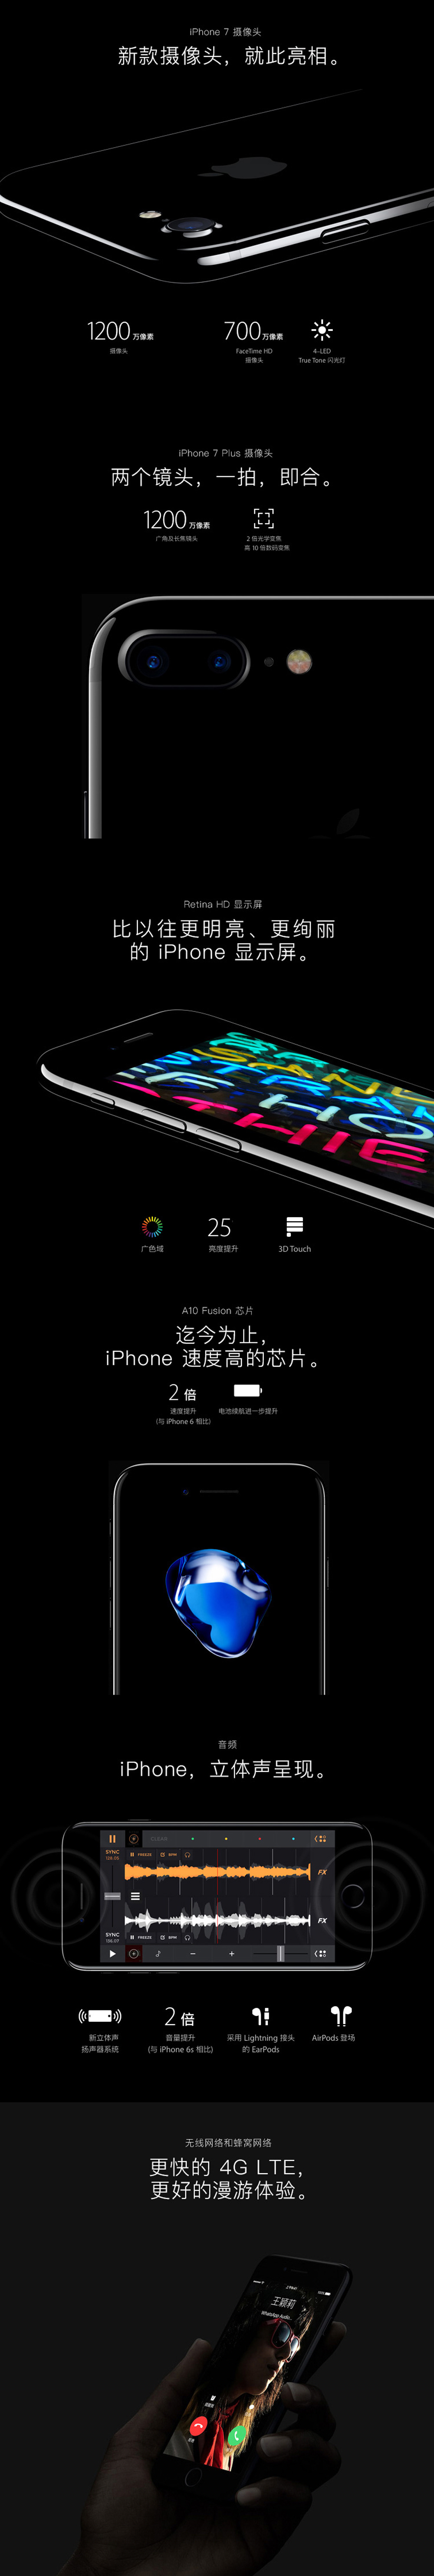 iPhone 7 摄像头
新款摄像头，就此亮相。
1200 万像素
摄像头
700 万像素
FaceTime HD
摄像头
4-LED
True Tone 闪光灯
iPhone 7 Plus 摄像头
两个镜头，一拍，即合。
1200 万像素
广角及长焦镜头
2 倍光学变焦
高 10 倍数码变焦
Retina HD 显示屏
比以往更明亮、更绚丽
的 iPhone 显示屏。
广色域
25
亮度提升
3D Touch
A10 Fusion 芯片
迄今为止，
iPhone 速度高的芯片。
2 倍
速度提升
(与 iPhone 6 相比)
电池续航进一步提升
音频
iPhone，立体声呈现。
CLEAR
SYNC
FREEZE
BPM
FX
FX
SYNC
FREEZE
BPM
新立体声
扬声器系统
2 倍
音量提升
(与 iPhone 6s 相比)
采用 Lightning 接头
的 EarPods
AirPods 登场
无线网络和蜂窝网络
更快的 4G LTE，
更好的漫游体验。
王颖莉
WhatsApp Audio...